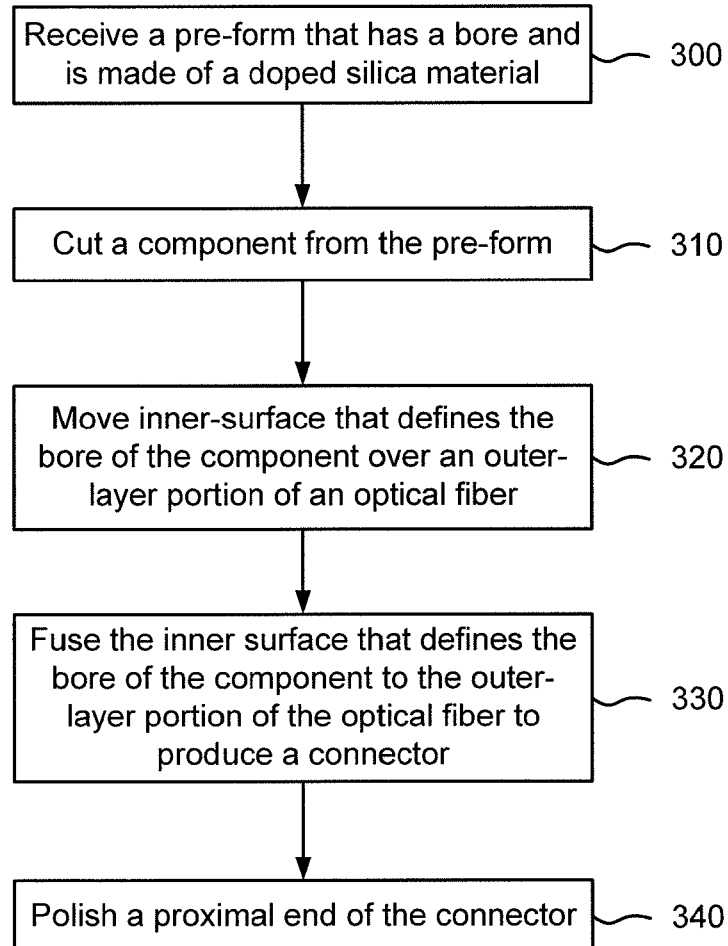 Receive a pre-form that has a bore and
is made of a doped silica material
300
Cut a component from the pre-form
310
Move inner-surface that defines the
bore of the component over an outer-
layer portion of an optical fiber
320
Fuse the inner surface that defines the
bore of the component to the outer-
layer portion of the optical fiber to
produce a connector
330
Polish a proximal end of the connector
340